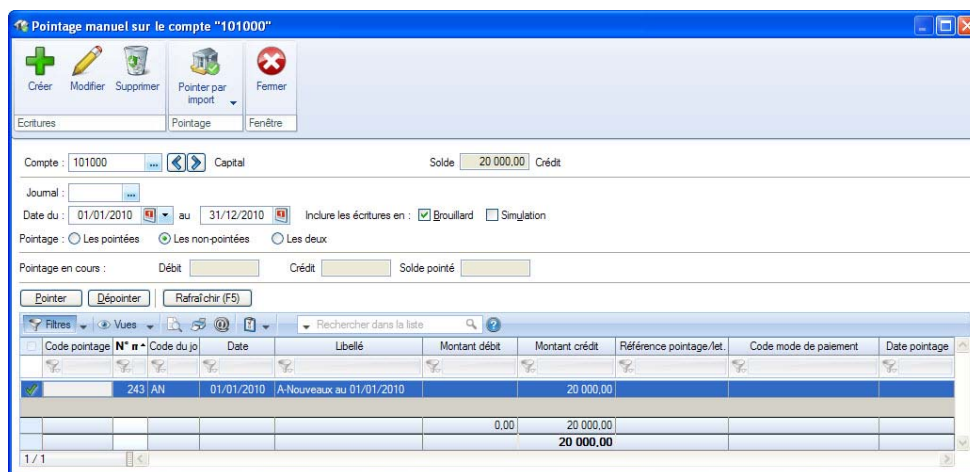 Pointage manuel sur le compte "101000"
Créer Modifier Supprimer Pointer par import Fermer
Ecritures Pointage Fenêtre
Compte : 101000 ... Capital Solde 20 000,00 Crédit
Journal : ...
Date du : 01/01/2010 au 31/12/2010 Inclure les écritures en : Brouillard Simulation
Pointage : Les pointées Les non-pointées Les deux
Pointage en cours : Débit Crédit Solde pointé
Pointer Dépointer Rafraîchir (F5)
Filtres Vues Rechercher dans la liste
Code pointage N° m Code du jo Date Libellé Montant débit Montant crédit Référence pointage/let. Code mode de paiement Date pointage
243 AN 01/01/2010 A-Nouveaux au 01/01/2010 20 000,00
0,00 20 000,00
20 000,00
1 / 1